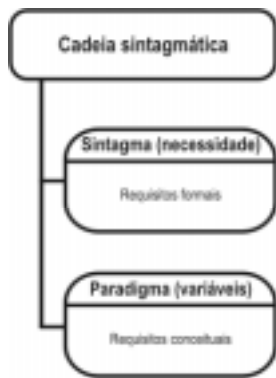 Cadeia sintagmática
Sintagma (necessidade)
Requisitos formais
Paradigma (variáveis)
Requisitos conceituais